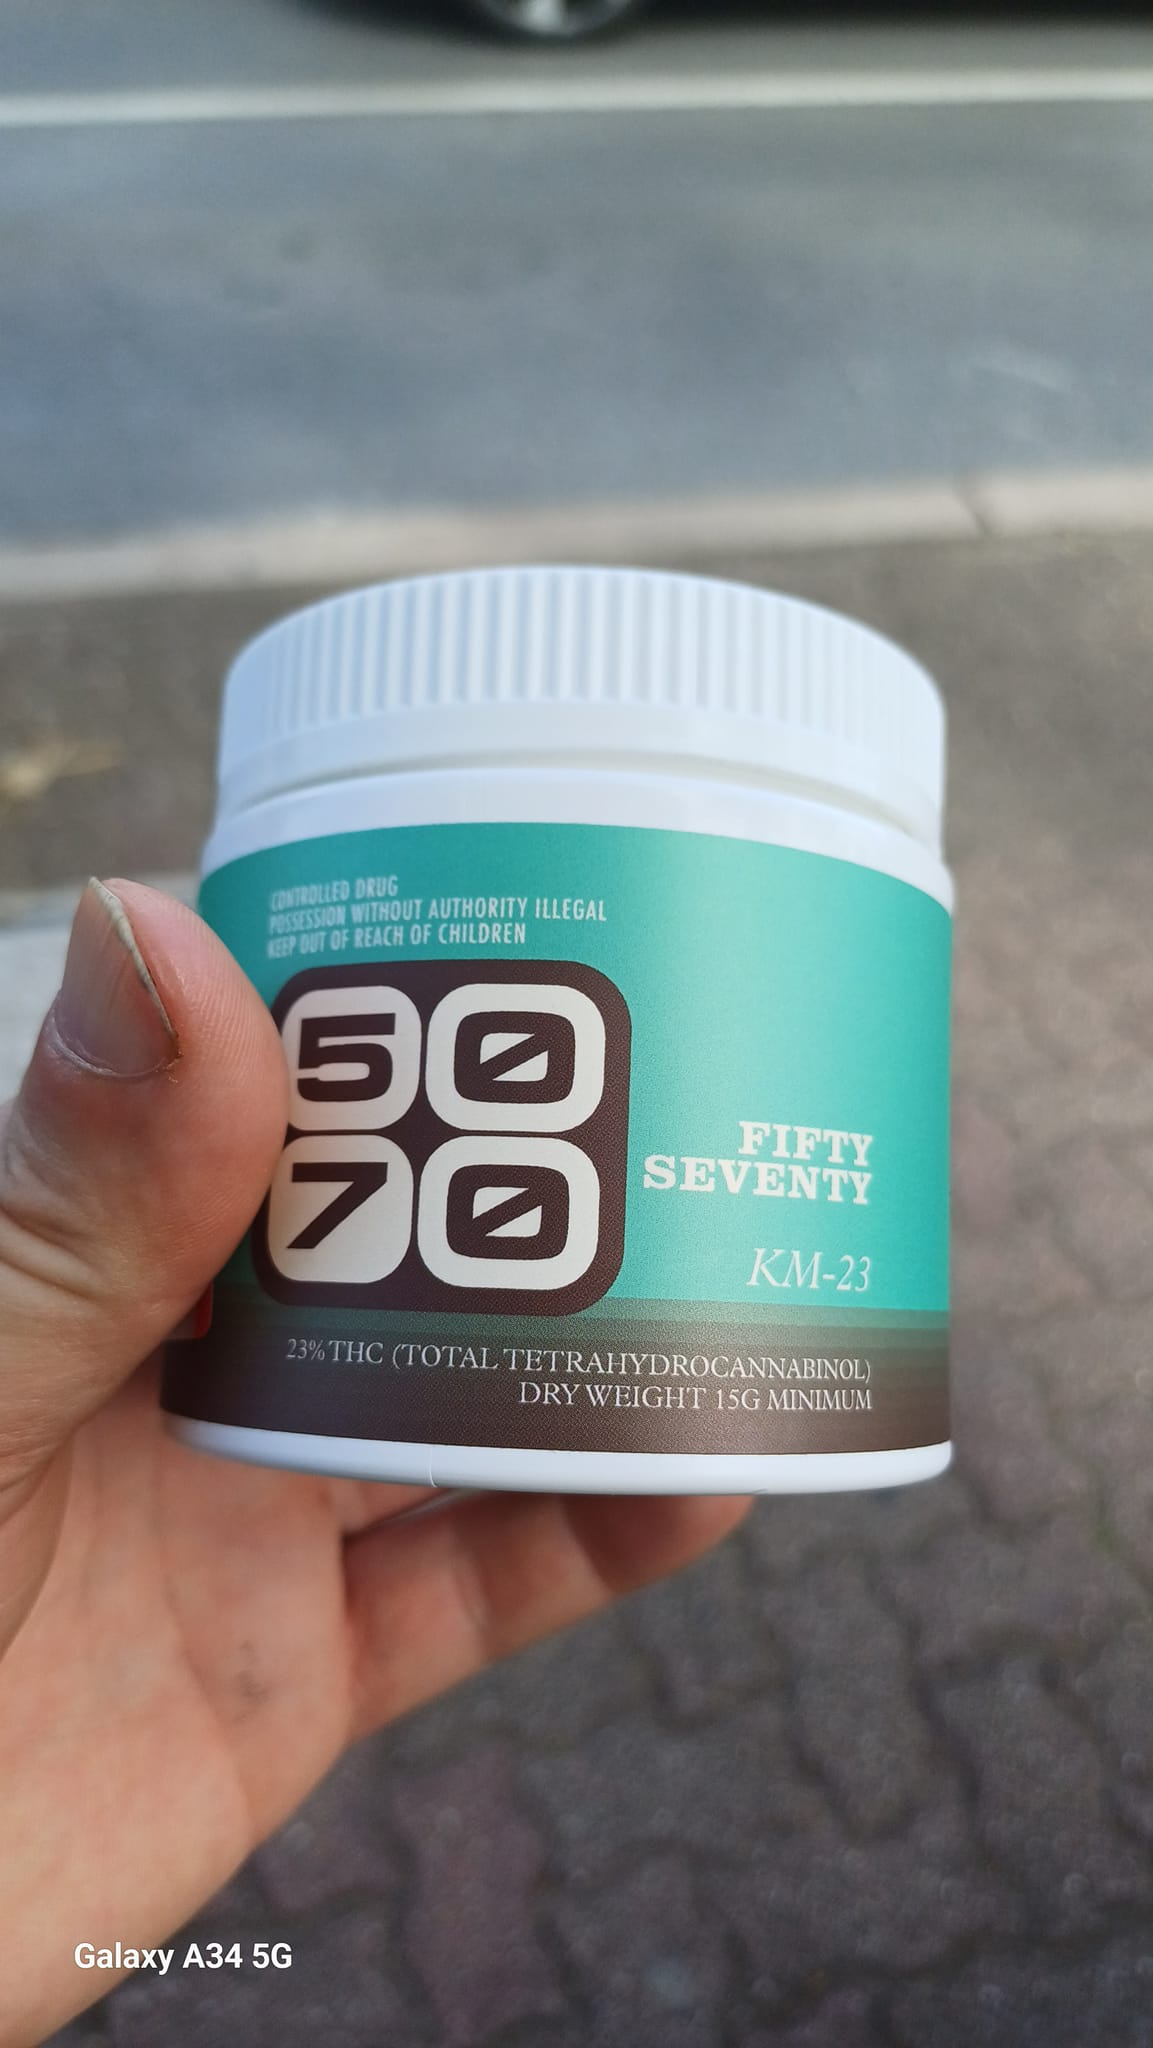 CONTROLLED DRUG
POSSESSION WITHOUT AUTHORITY ILLEGAL
KEEP OUT OF REACH OF CHILDREN
50
70
FIFTY
SEVENTY
KM-23
23% THC (TOTAL TETRAHYDROCANNABINOL)
DRY WEIGHT 15G MINIMUM
Galaxy A34 5G